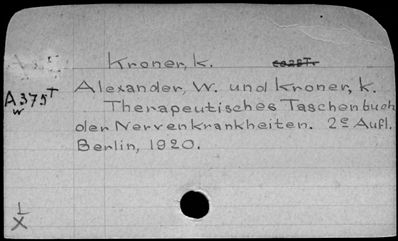 Kroner, K.
A375T
w
Alexander, W. und Kroner, K.
Therapeutisches Taschenbuch
der Nervenkrankheiten. 2e Aufl.
Berlin, 1920.
L
X